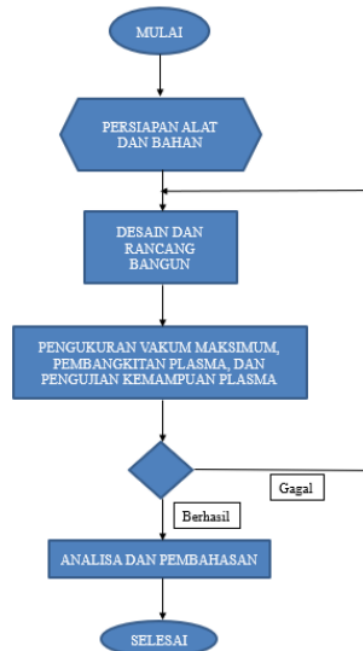 MULAI
PERSIAPAN ALAT
DAN BAHAN
DESAIN DAN
RANCANG
BANGUN
PENGUKURAN VAKUM MAKSIMUM,
PEMBANGKITAN PLASMA, DAN
PENGUJIAN KEMAMPUAN PLASMA
Gagal
Berhasil
ANALISA DAN PEMBAHASAN
SELESAI